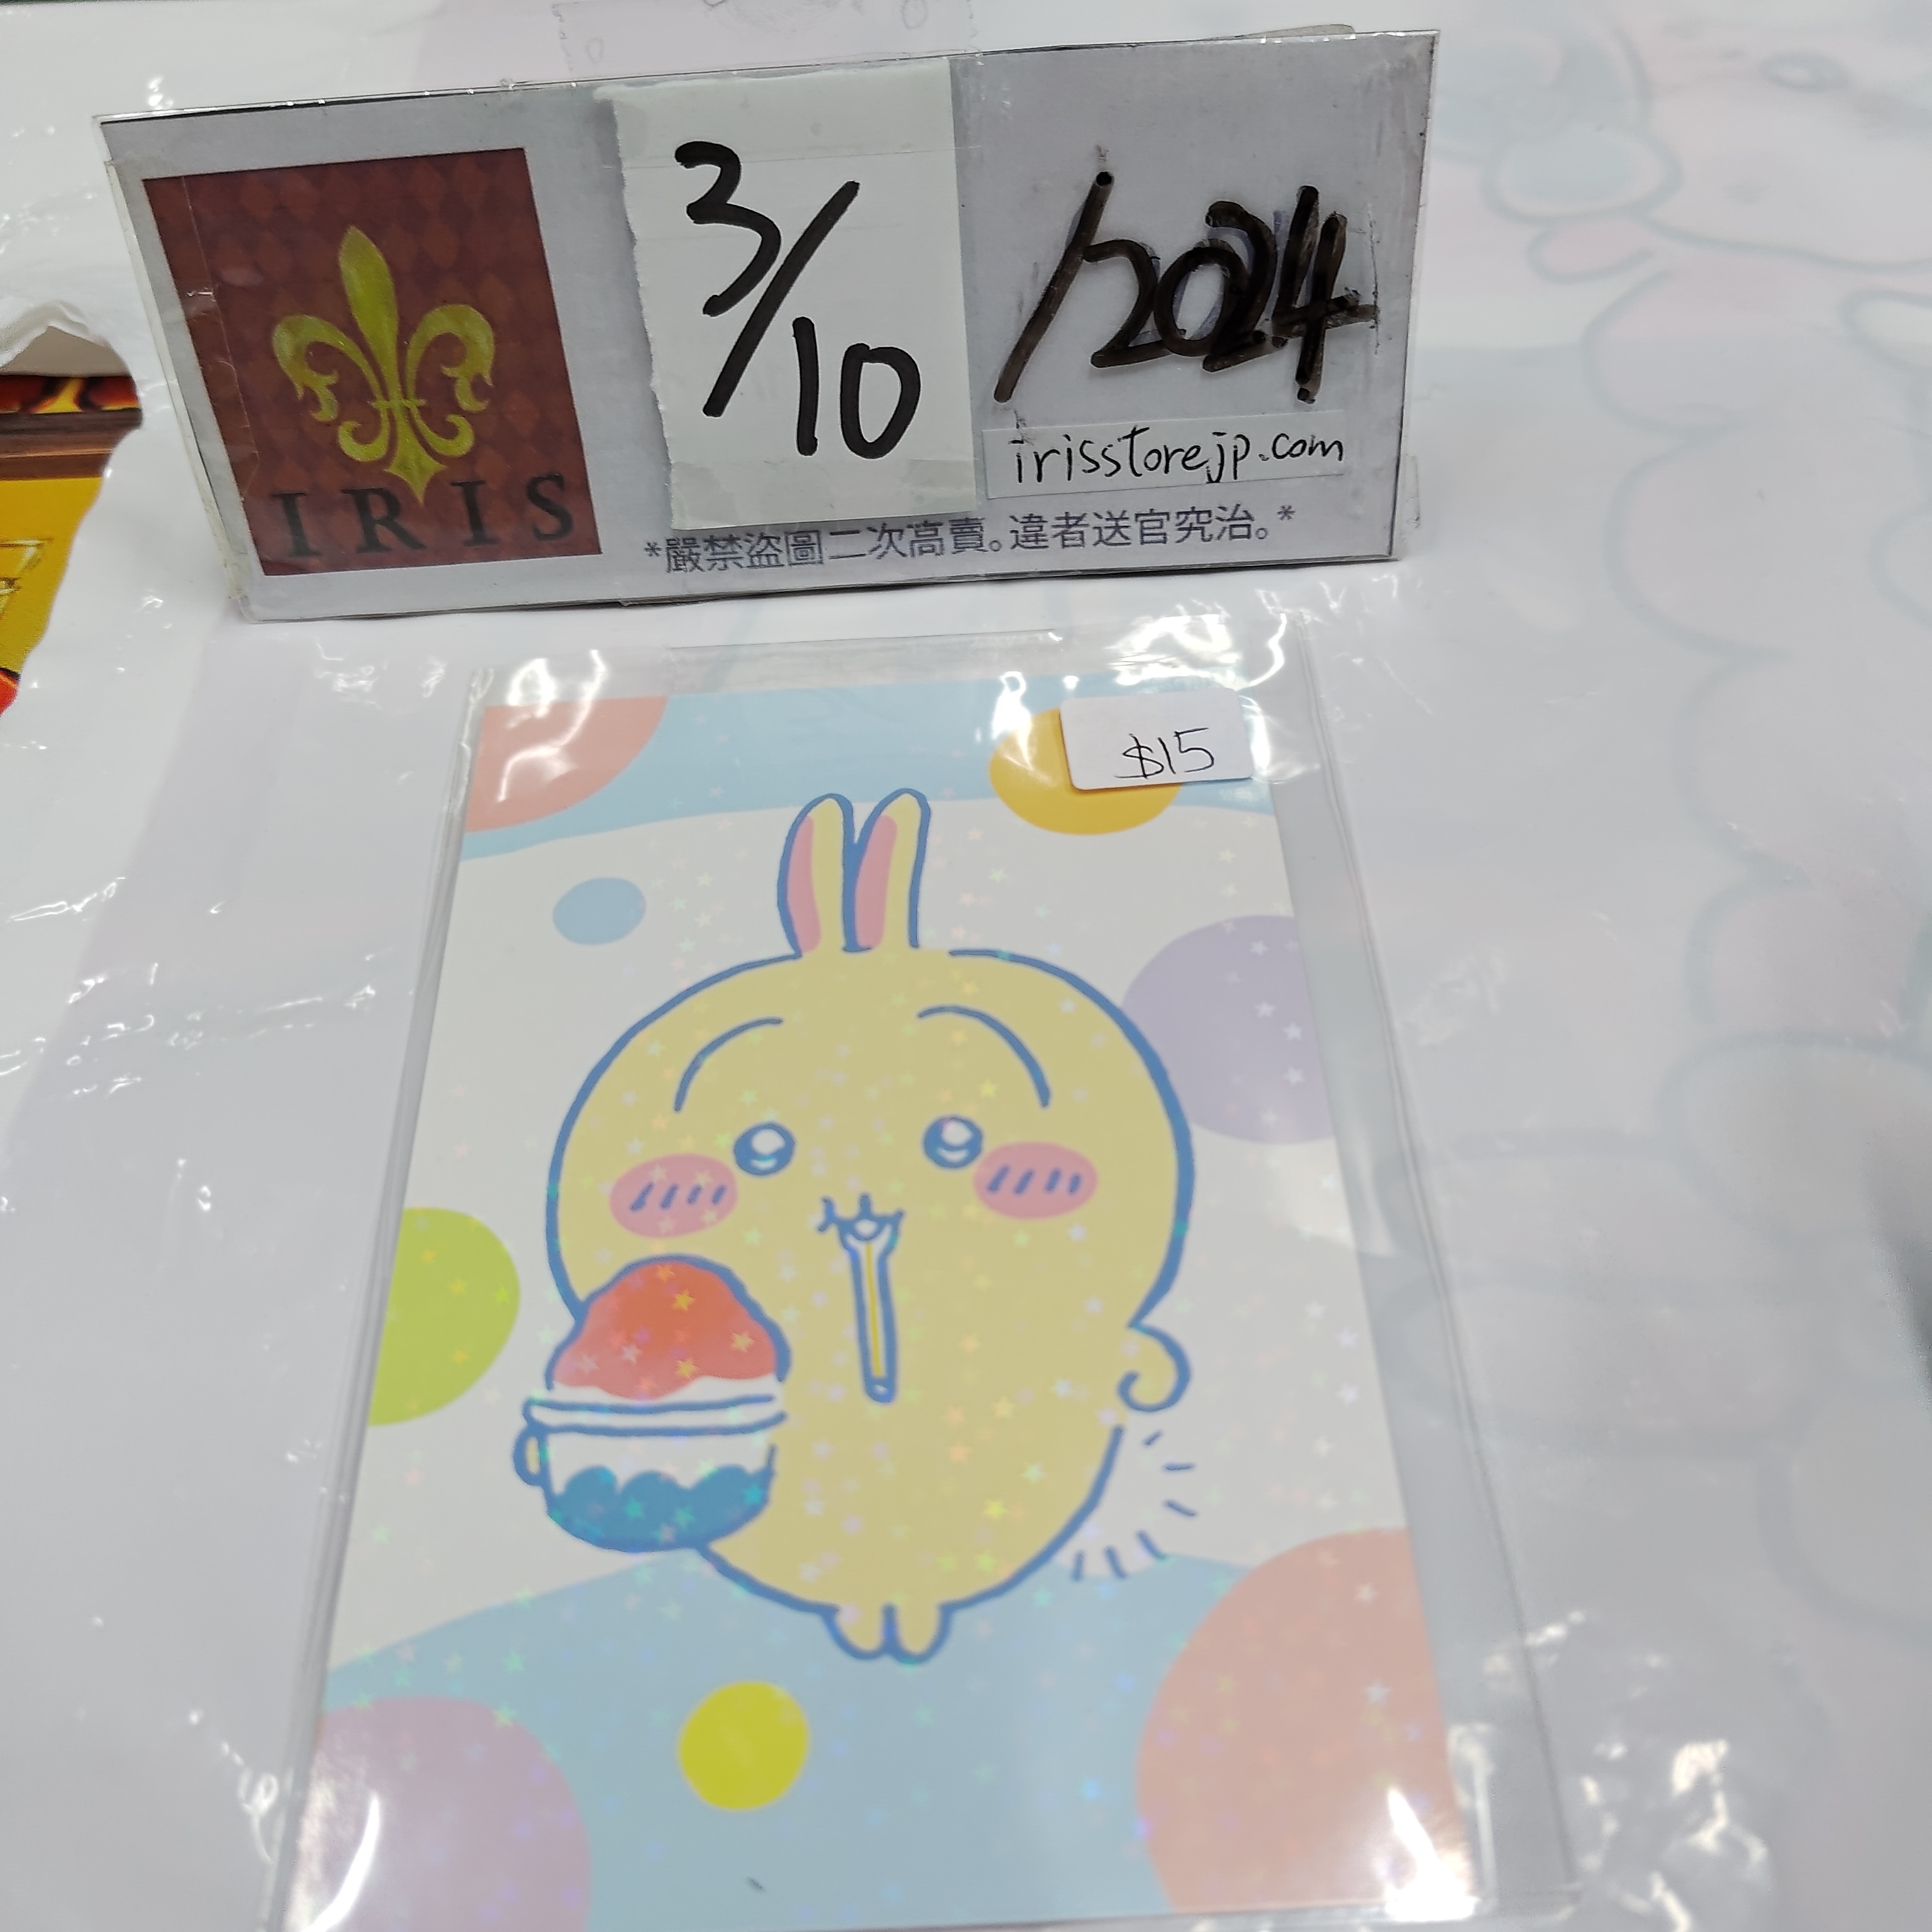 3/10
/2024
irisstorejp.com
IRIS
*嚴禁盜圖二次高賣。違者送官究治。*
$15